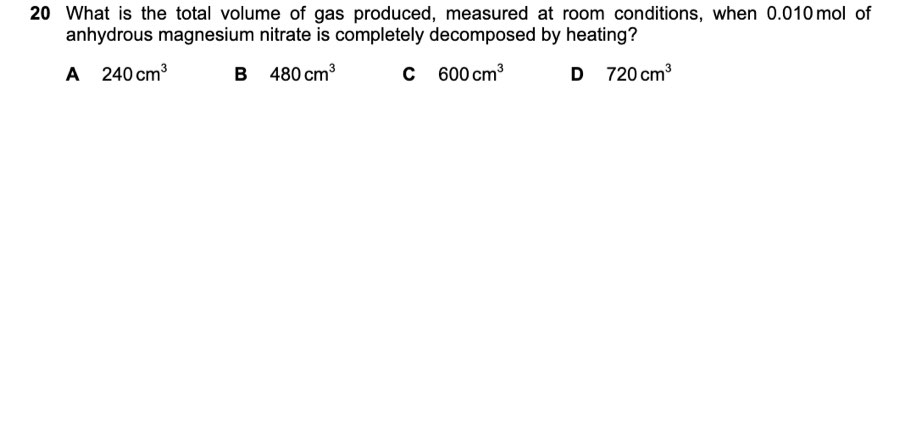 20 What is the total volume of gas produced, measured at room conditions, when 0.010 mol of
anhydrous magnesium nitrate is completely decomposed by heating?
A 240 cm³ B 480 cm³ C 600 cm³ D 720 cm³